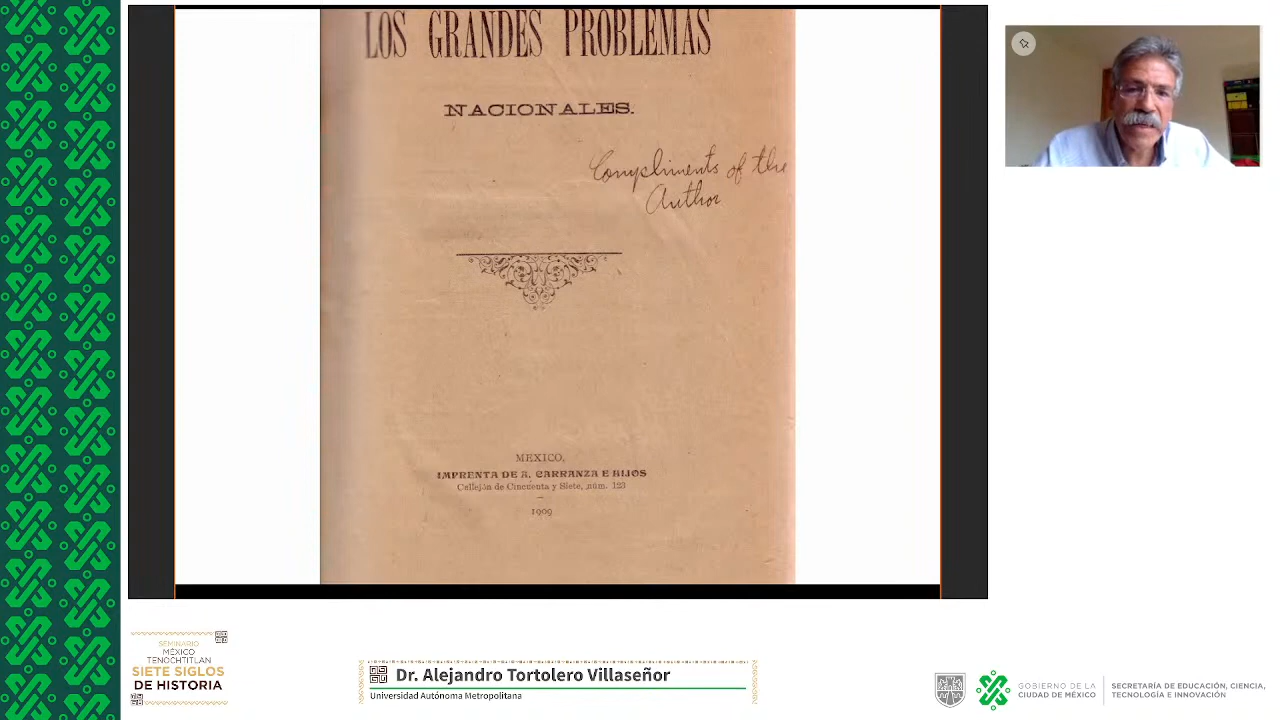 LOS GRANDES PROBLEMAS
NACIONALES.
Compliments of the
Author
MEXICO,
IMPRENTA DE A. CARRANZA E HIJOS
Callejón de Cincuenta y Siete, núm. 123
1909
SEMINARIO
MÉXICO
TENOCHTITLAN
SIETE SIGLOS
DE HISTORIA
Dr. Alejandro Tortolero Villaseñor
Universidad Autónoma Metropolitana
GOBIERNO DE LA
CIUDAD DE MÉXICO
SECRETARÍA DE EDUCACIÓN, CIENCIA,
TECNOLOGÍA E INNOVACIÓN